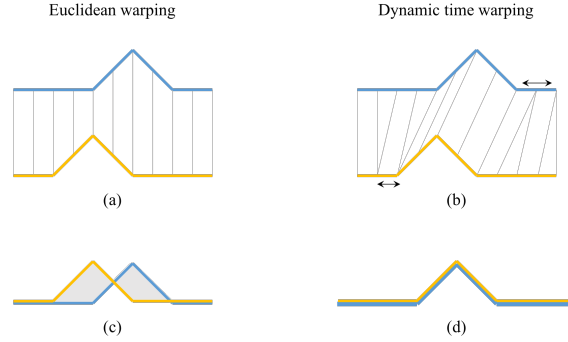 Euclidean warping
Dynamic time warping
(a)
(b)
(c)
(d)